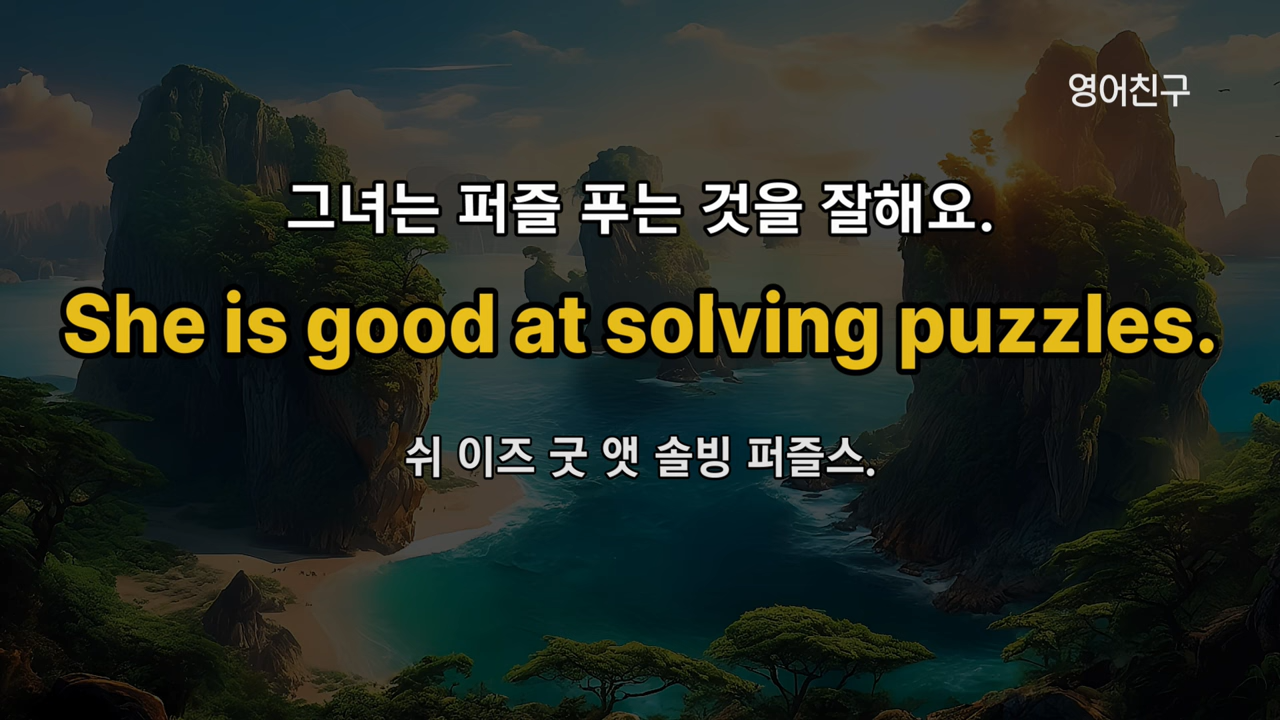 영어친구
그녀는 퍼즐 푸는 것을 잘해요.
She is good at solving puzzles.
쉬 이즈 굿 앳 솔빙 퍼즐스.